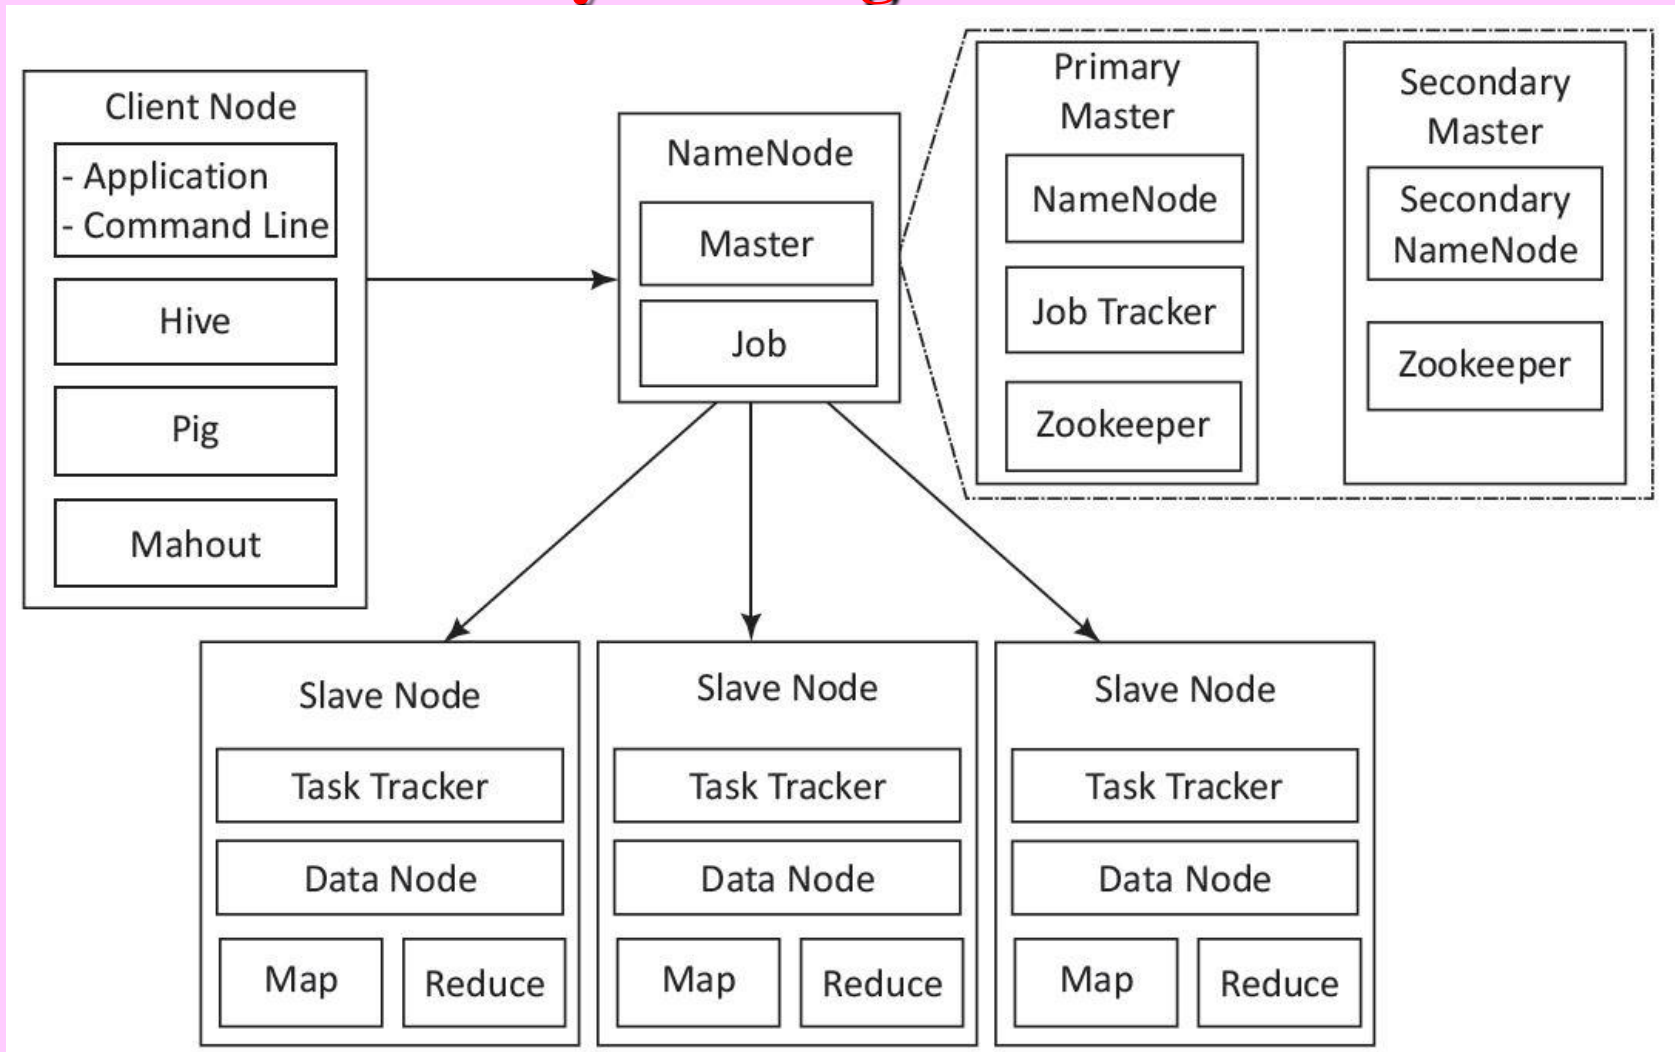 Client Node
- Application
- Command Line
Hive
Pig
Mahout
NameNode
Master
Job
Primary
Master
NameNode
Job Tracker
Zookeeper
Secondary
Master
Secondary
NameNode
Zookeeper
Slave Node
Task Tracker
Data Node
Map
Reduce
Slave Node
Task Tracker
Data Node
Map
Reduce
Slave Node
Task Tracker
Data Node
Map
Reduce